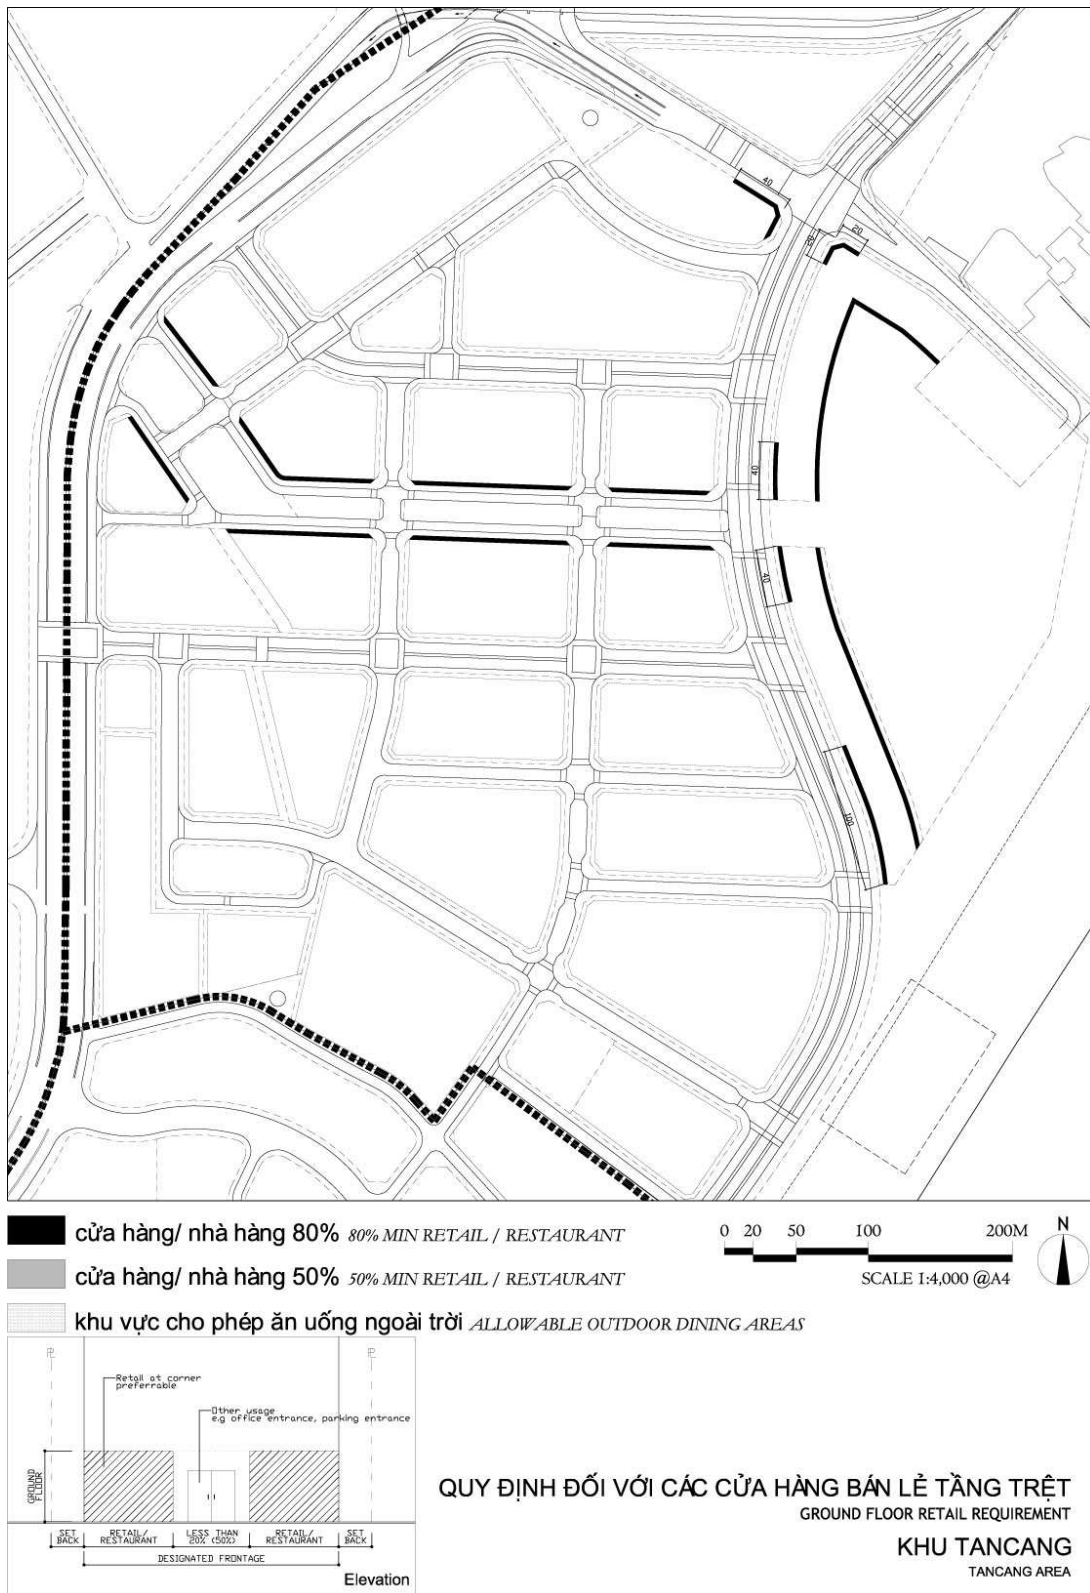 40
20
20
40
40
100
cửa hàng/ nhà hàng 80% 80% MIN RETAIL / RESTAURANT
cửa hàng/ nhà hàng 50% 50% MIN RETAIL / RESTAURANT
khu vực cho phép ăn uống ngoài trời ALLOWABLE OUTDOOR DINING AREAS
0 20 50 100 200M
SCALE 1:4,000 @A4
N
PL
PL
Retail at corner
preferrable
Other usage
e.g office entrance, parking entrance
GROUND
FLOOR
SET
BACK
RETAIL/
RESTAURANT
LESS THAN
20% (50%)
RETAIL/
RESTAURANT
SET
BACK
DESIGNATED FRONTAGE
Elevation
QUY ĐỊNH ĐỐI VỚI CÁC CỬA HÀNG BÁN LẺ TẦNG TRỆT
GROUND FLOOR RETAIL REQUIREMENT
KHU TANCANG
TANCANG AREA